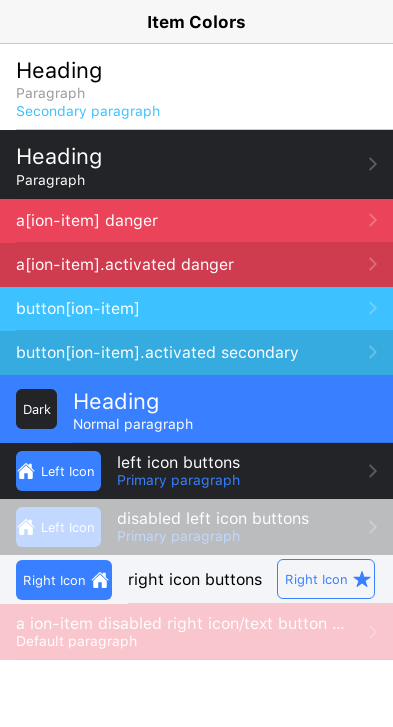 Item Colors
Heading
Paragraph
Secondary paragraph
Heading
Paragraph
a[ion-item] danger
a[ion-item].activated danger
button[ion-item]
button[ion-item].activated secondary
Dark
Heading
Normal paragraph
Left Icon
left icon buttons
Primary paragraph
Left Icon
disabled left icon buttons
Primary paragraph
Right Icon
right icon buttons
Right Icon
a ion-item disabled right icon/text button ...
Default paragraph